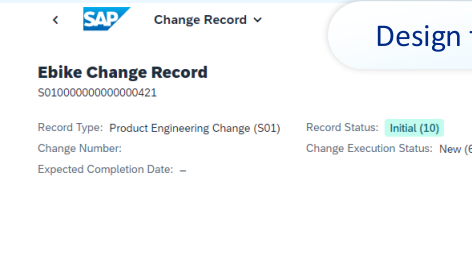 SAP Change Record
Design
Ebike Change Record
S010000000000000421
Record Type: Product Engineering Change (S01) Record Status: Initial (10)
Change Number: Change Execution Status: New (6
Expected Completion Date: –